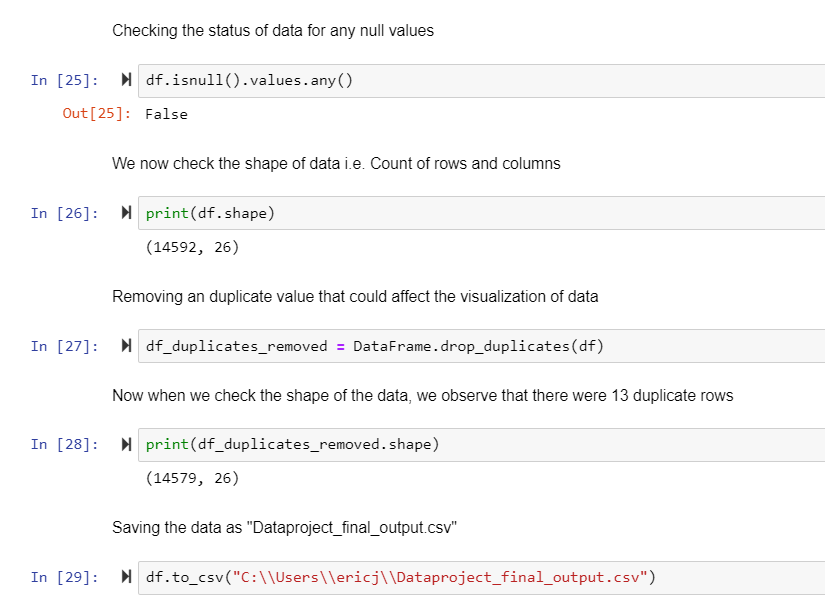 Checking the status of data for any null values
In [25]: df.isnull().values.any()
Out[25]: False
We now check the shape of data i.e. Count of rows and columns
In [26]: print(df.shape)
(14592, 26)
Removing an duplicate value that could affect the visualization of data
In [27]: df_duplicates_removed = DataFrame.drop_duplicates(df)
Now when we check the shape of the data, we observe that there were 13 duplicate rows
In [28]: print(df_duplicates_removed.shape)
(14579, 26)
Saving the data as "Dataproject_final_output.csv"
In [29]: df.to_csv("C:\\Users\\ericj\\Dataproject_final_output.csv")